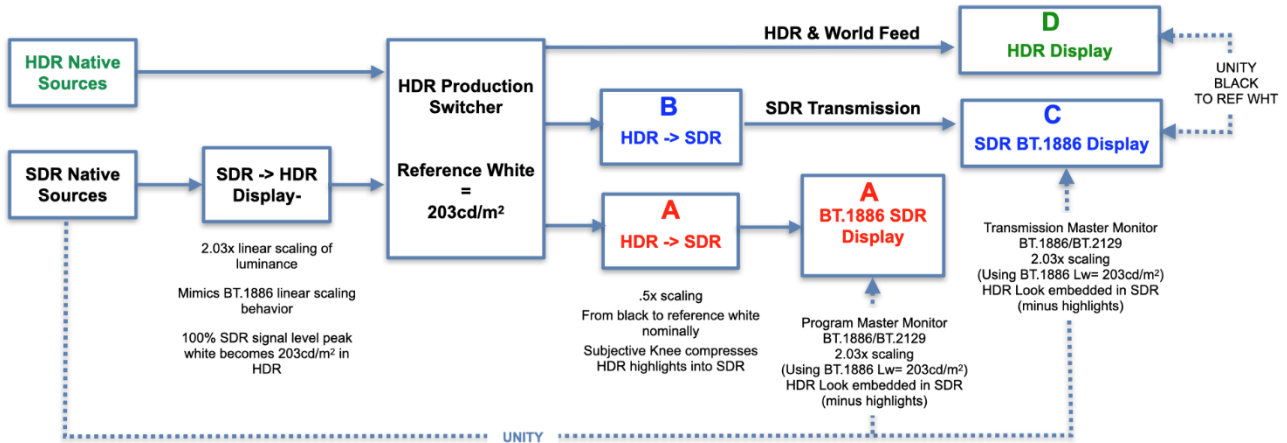 HDR & World Feed
D
HDR Display
HDR Native
Sources
UNITY
BLACK
TO REF WHT
HDR Production
Switcher
Reference White
=
203cd/m²
B
HDR -> SDR
SDR Transmission
C
SDR BT.1886 Display
SDR Native
Sources
SDR -> HDR
Display-
A
HDR -> SDR
A
BT.1886 SDR
Display
2.03x linear scaling of
luminance
Mimics BT.1886 linear scaling
behavior
100% SDR signal level peak
white becomes 203cd/m² in
HDR
.5x scaling
From black to reference white
nominally
Subjective Knee compresses
HDR highlights into SDR
Program Master Monitor
BT.1886/BT.2129
2.03x scaling
(Using BT.1886 Lw= 203cd/m²)
HDR Look embedded in SDR
(minus highlights)
Transmission Master Monitor
BT.1886/BT.2129
2.03x scaling
(Using BT.1886 Lw= 203cd/m²)
HDR Look embedded in SDR
(minus highlights)
UNITY